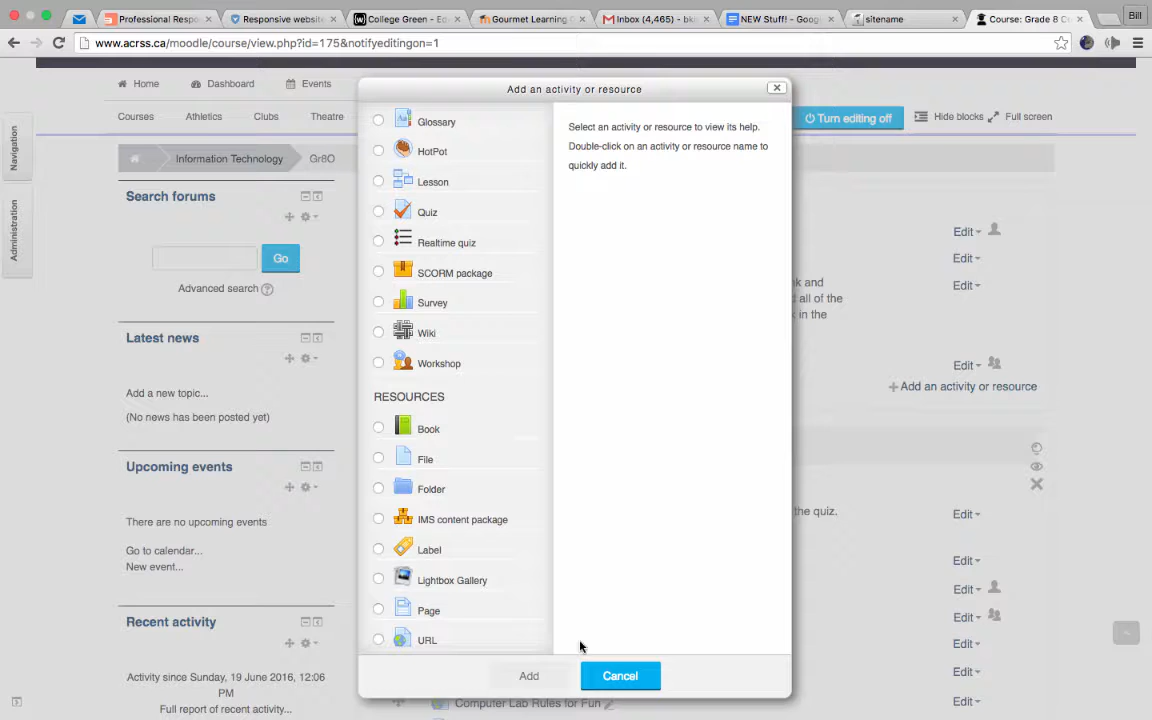 Professional Respo
Responsive website
College Green - Ed
Gourmet Learning C
Inbox (4,465) - bki
NEW Stuff! - Goog
sitename
Course: Grade 8 C
Bill
www.acrss.ca/moodle/course/view.php?id=175&notifyeditingon=1
Home
Dashboard
Events
Courses
Athletics
Clubs
Theatre
Turn editing off
Hide blocks
Full screen
Navigation
Administration
Information Technology
Gr8O
Search forums
Go
Advanced search
Latest news
Add a new topic...
(No news has been posted yet)
Upcoming events
There are no upcoming events
Go to calendar...
New event...
Recent activity
Activity since Sunday, 19 June 2016, 12:06
PM
Full report of recent activity...
Add an activity or resource
Glossary
HotPot
Lesson
Quiz
Realtime quiz
SCORM package
Survey
Wiki
Workshop
RESOURCES
Book
File
Folder
IMS content package
Label
Lightbox Gallery
Page
URL
Select an activity or resource to view its help.
Double-click on an activity or resource name to
quickly add it.
Add
Cancel
Edit
Edit
nk and
Edit
d all of the
k in the
Edit
Add an activity or resource
the quiz.
Edit
Edit
Edit
Edit
Edit
Edit
Computer Lab Rules for Fun
Edit